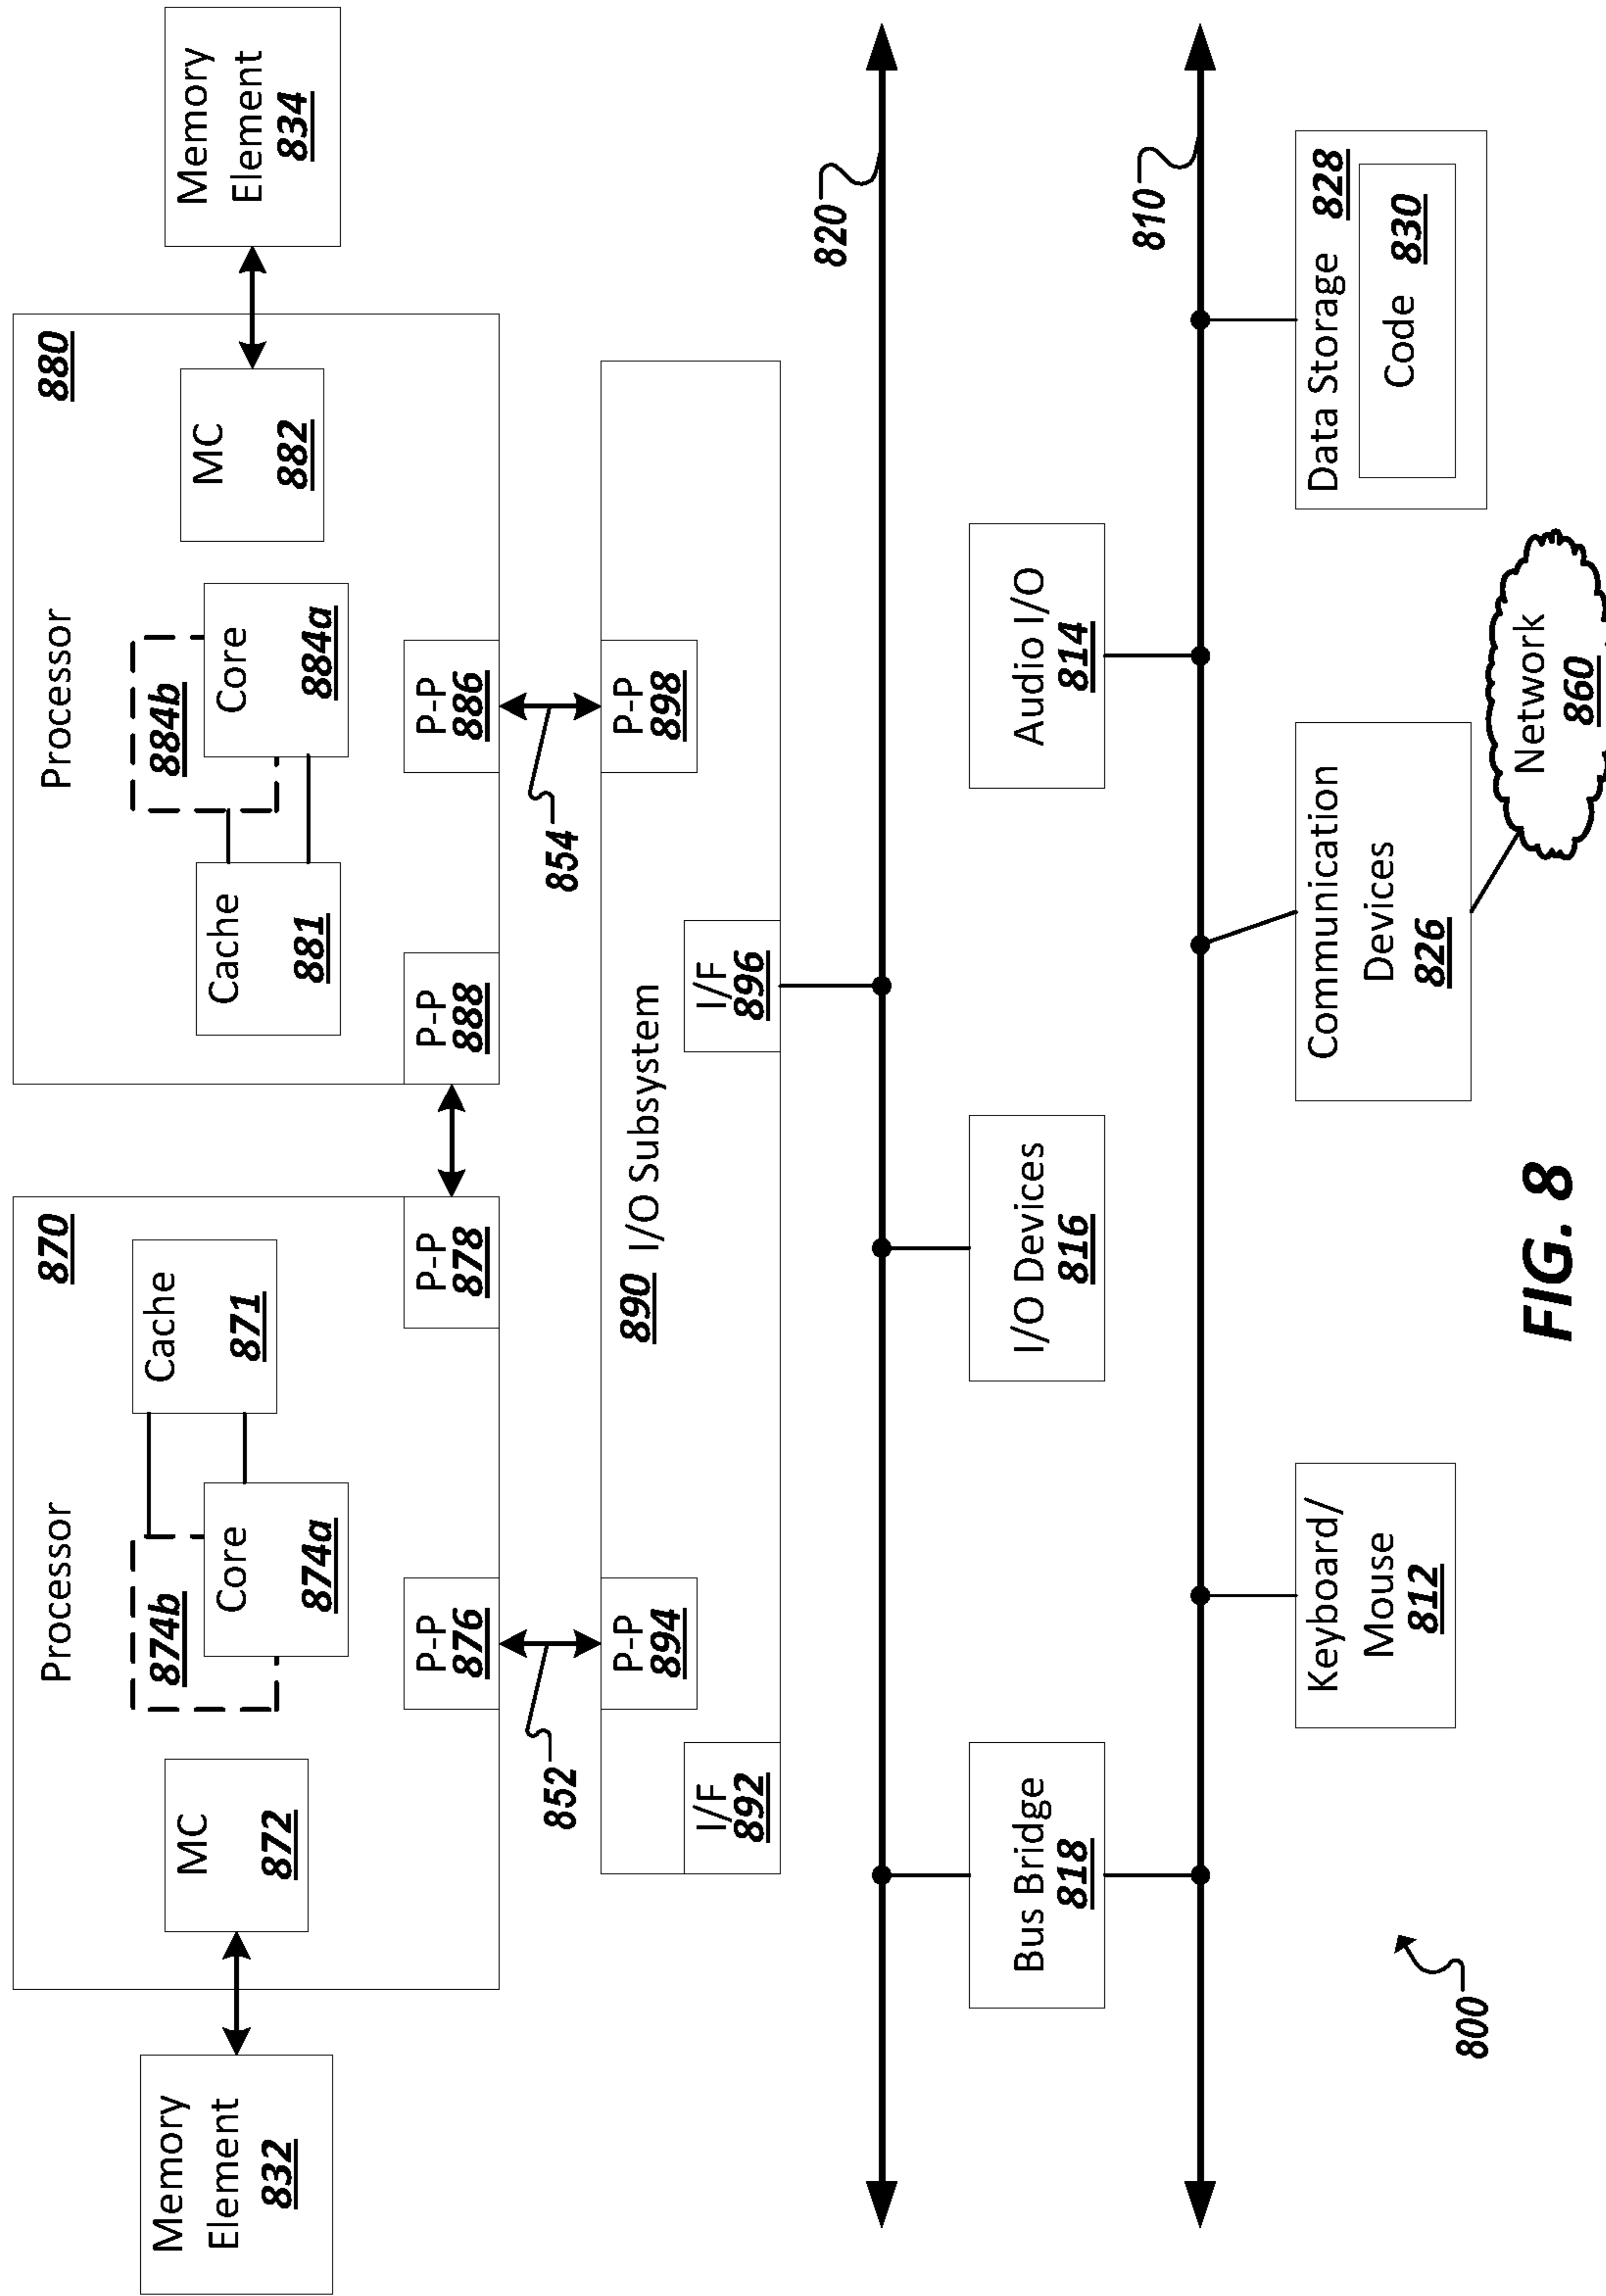 Processor
870
Processor
880
Memory
Element
832
MC
872
874b
Core
874a
Cache
871
Cache
881
884b
Core
884a
MC
882
Memory
Element
834
P-P
876
P-P
878
P-P
888
P-P
886
852
854
P-P
894
890 I/O Subsystem
P-P
898
I/F
892
I/F
896
820
Bus Bridge
818
I/O Devices
816
Audio I/O
814
810
Keyboard/
Mouse
812
Communication
Devices
826
Data Storage 828
Code 830
Network
860
800
FIG. 8